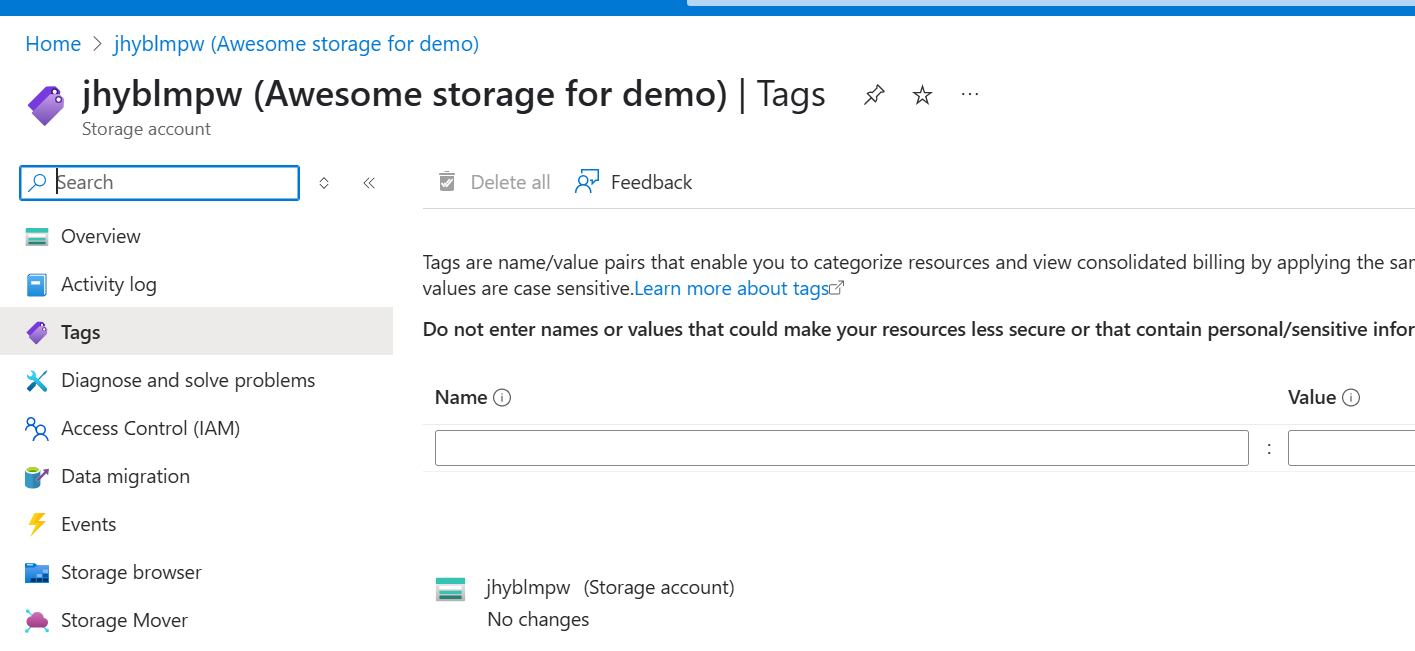 Home > jhyblmpw (Awesome storage for demo)
jhyblmpw (Awesome storage for demo) | Tags
Storage account
Search
Delete all
Feedback
Overview
Activity log
Tags
Diagnose and solve problems
Access Control (IAM)
Data migration
Events
Storage browser
Storage Mover
Tags are name/value pairs that enable you to categorize resources and view consolidated billing by applying the
values are case sensitive.Learn more about tags
Do not enter names or values that could make your resources less secure or that contain personal/sensitive
Name
Value
:
jhyblmpw (Storage account)
No changes